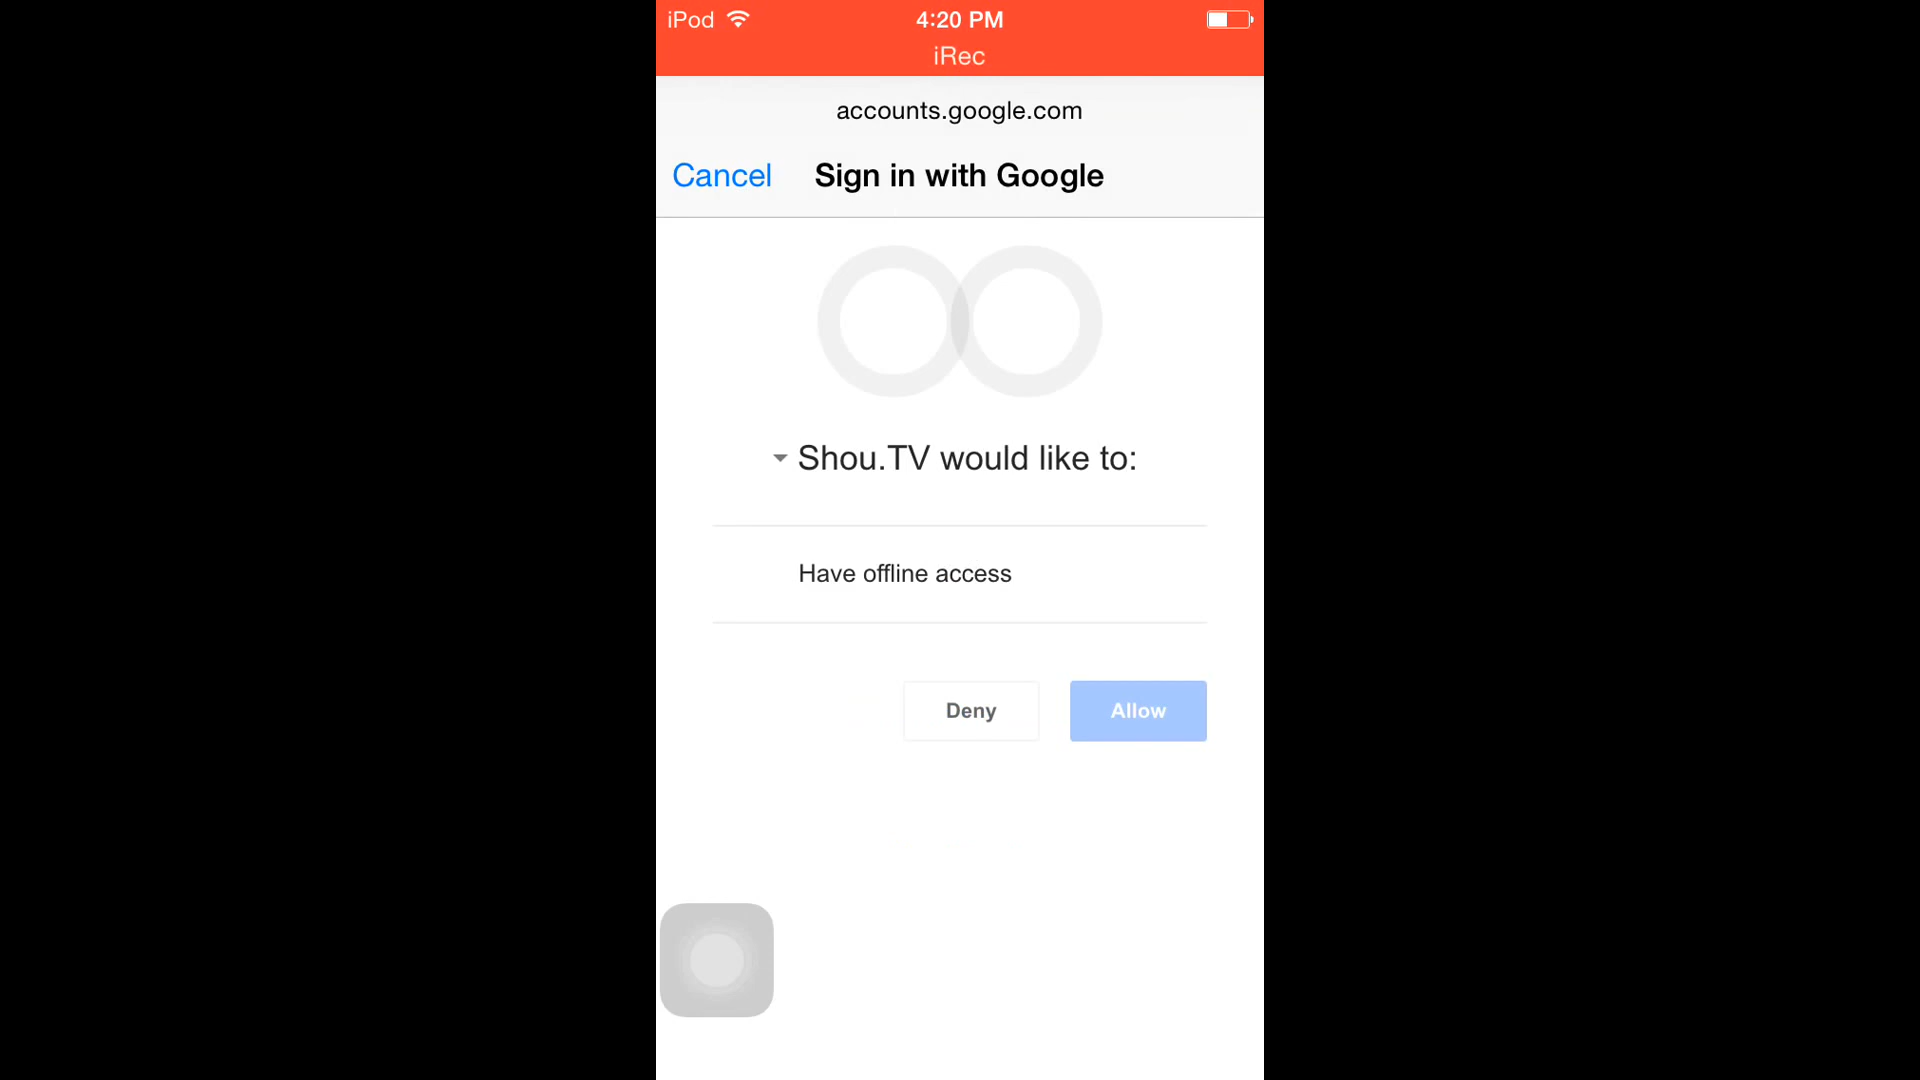 iPod 4:20 PM
iRec
accounts.google.com
Cancel Sign in with Google
Shou.TV would like to:
Have offline access
Deny Allow